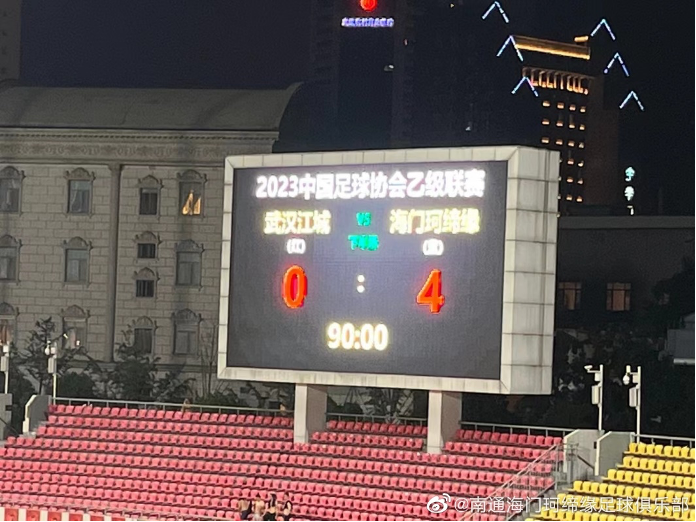 2023中国足球协会乙级联赛
武汉江城 VS 海门珂缔缘
(红) 下半场
0 : 4
90:00
@南通海门珂缔缘足球俱乐部